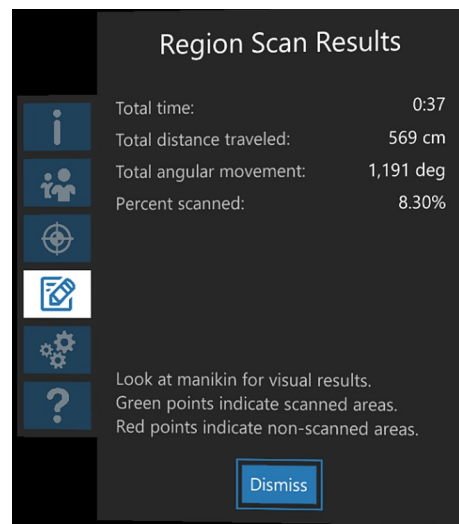 Region Scan Results
Total time: 0:37
Total distance traveled: 569 cm
Total angular movement: 1,191 deg
Percent scanned: 8.30%
Look at manikin for visual results.
Green points indicate scanned areas.
Red points indicate non-scanned areas.
Dismiss